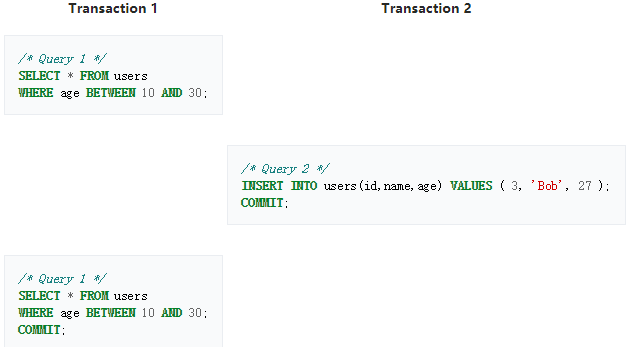 Transaction 1
Transaction 2
/* Query 1 */
SELECT * FROM users
WHERE age BETWEEN 10 AND 30;
/* Query 2 */
INSERT INTO users(id,name,age) VALUES ( 3, 'Bob', 27 );
COMMIT;
/* Query 1 */
SELECT * FROM users
WHERE age BETWEEN 10 AND 30;
COMMIT;